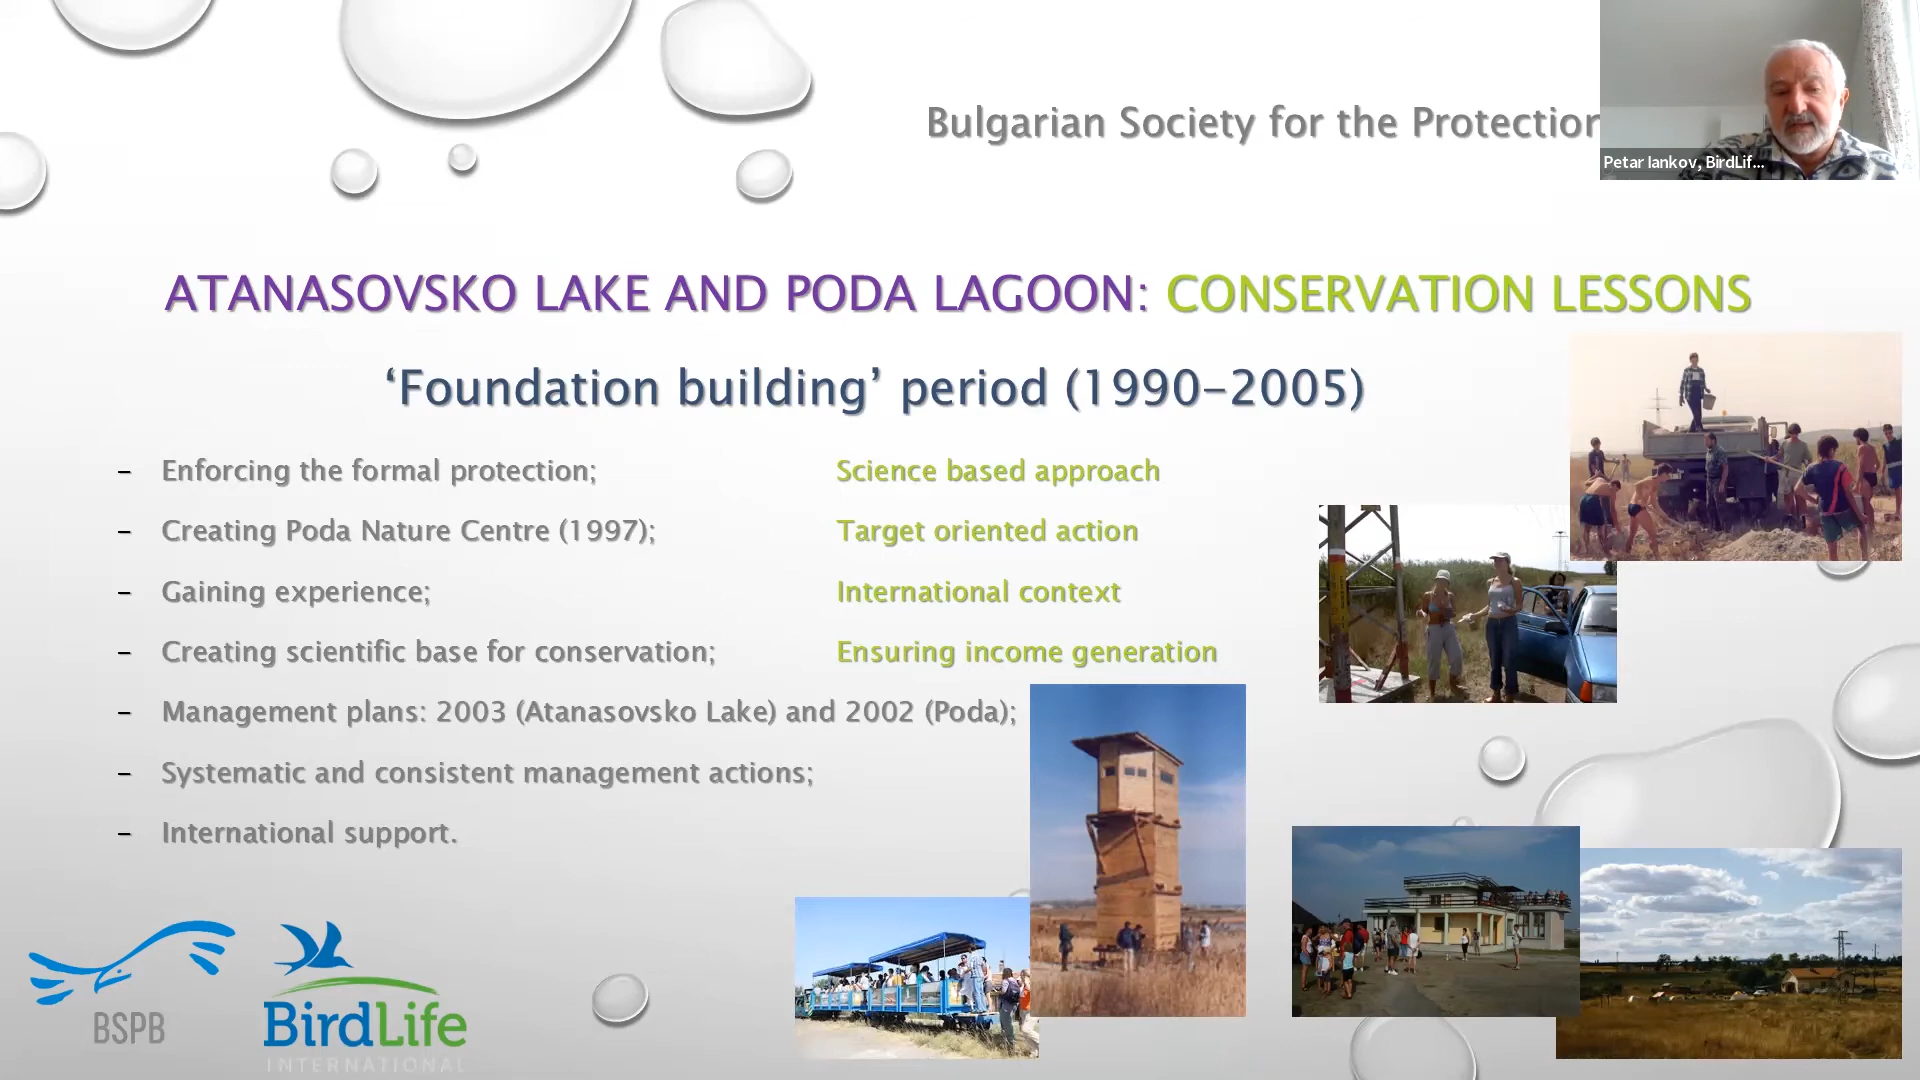 Bulgarian Society for the Protection
Petar Iankov, BirdLif...
ATANASOVSKO LAKE AND PODA LAGOON: CONSERVATION LESSONS
‘Foundation building’ period (1990-2005)
- Enforcing the formal protection; Science based approach
- Creating Poda Nature Centre (1997); Target oriented action
- Gaining experience; International context
- Creating scientific base for conservation; Ensuring income generation
- Management plans: 2003 (Atanasovsko Lake) and 2002 (Poda);
- Systematic and consistent management actions;
- International support.
BSPB
BirdLife
INTERNATIONAL